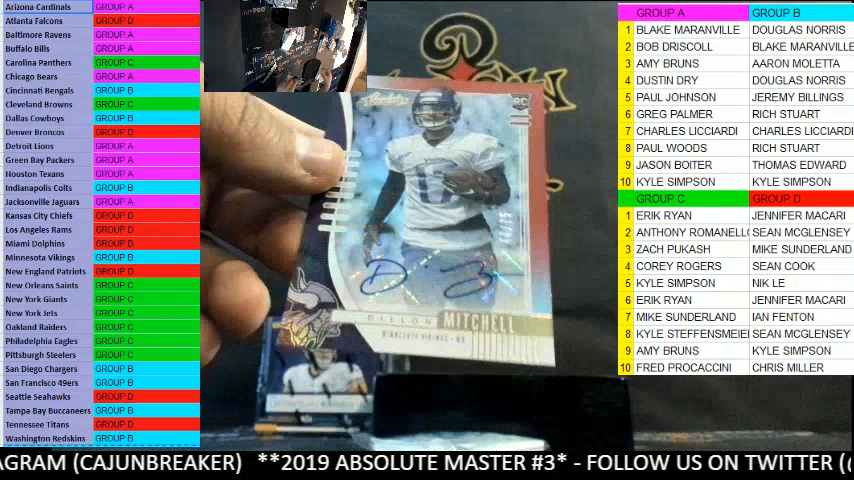 Arizona Cardinals GROUP A
Atlanta Falcons GROUP D
Baltimore Ravens GROUP A
Buffalo Bills GROUP A
Carolina Panthers GROUP C
Chicago Bears GROUP A
Cincinnati Bengals GROUP B
Cleveland Browns GROUP C
Dallas Cowboys GROUP B
Denver Broncos GROUP D
Detroit Lions GROUP A
Green Bay Packers GROUP A
Houston Texans GROUP A
Indianapolis Colts GROUP B
Jacksonville Jaguars GROUP A
Kansas City Chiefs GROUP D
Los Angeles Rams GROUP D
Miami Dolphins GROUP D
Minnesota Vikings GROUP B
New England Patriots GROUP D
New Orleans Saints GROUP C
New York Giants GROUP C
New York Jets GROUP C
Oakland Raiders GROUP C
Philadelphia Eagles GROUP C
Pittsburgh Steelers GROUP C
San Diego Chargers GROUP B
San Francisco 49ers GROUP B
Seattle Seahawks GROUP D
Tampa Bay Buccaneers GROUP B
Tennessee Titans GROUP D
Washington Redskins GROUP B
Absolute
RC
DILLON MITCHELL
MINNESOTA VIKINGS - WR
GROUP A GROUP B
1 BLAKE MARANVILLE DOUGLAS NORRIS
2 BOB DRISCOLL BLAKE MARANVILLE
3 AMY BRUNS AARON MOLETTA
4 DUSTIN DRY DOUGLAS NORRIS
5 PAUL JOHNSON JEREMY BILLINGS
6 GREG PALMER RICH STUART
7 CHARLES LICCIARDI CHARLES LICCIARDI
8 PAUL WOODS RICH STUART
9 JASON BOITER THOMAS EDWARD
10 KYLE SIMPSON KYLE SIMPSON
GROUP C GROUP D
1 ERIK RYAN JENNIFER MACARI
2 ANTHONY ROMANELLO SEAN MCGLENSEY
3 ZACH PUKASH MIKE SUNDERLAND
4 COREY ROGERS SEAN COOK
5 KYLE SIMPSON NIK LE
6 ERIK RYAN JENNIFER MACARI
7 MIKE SUNDERLAND IAN FENTON
8 KYLE STEFFENSMEIE SEAN MCGLENSEY
9 AMY BRUNS KYLE SIMPSON
10 FRED PROCACCINI CHRIS MILLER
AGRAM (CAJUNBREAKER) **2019 ABSOLUTE MASTER #3* - FOLLOW US ON TWITTER (